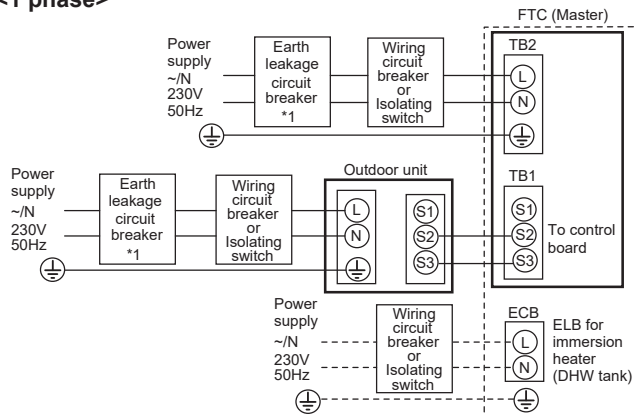 <1 phase>
FTC (Master)
Power
supply
~/N
230V
50Hz
Earth
leakage
circuit
breaker
*1
Wiring
circuit
breaker
or
Isolating
switch
TB2
L
N
Power
supply
~/N
230V
50Hz
Earth
leakage
circuit
breaker
*1
Wiring
circuit
breaker
or
Isolating
switch
Outdoor unit
L
N
S1
S2
S3
TB1
S1
S2
S3
To control
board
Power
supply
~/N
230V
50Hz
Wiring
circuit
breaker
or
Isolating
switch
ECB
L
N
ELB for
immersion
heater
(DHW tank)